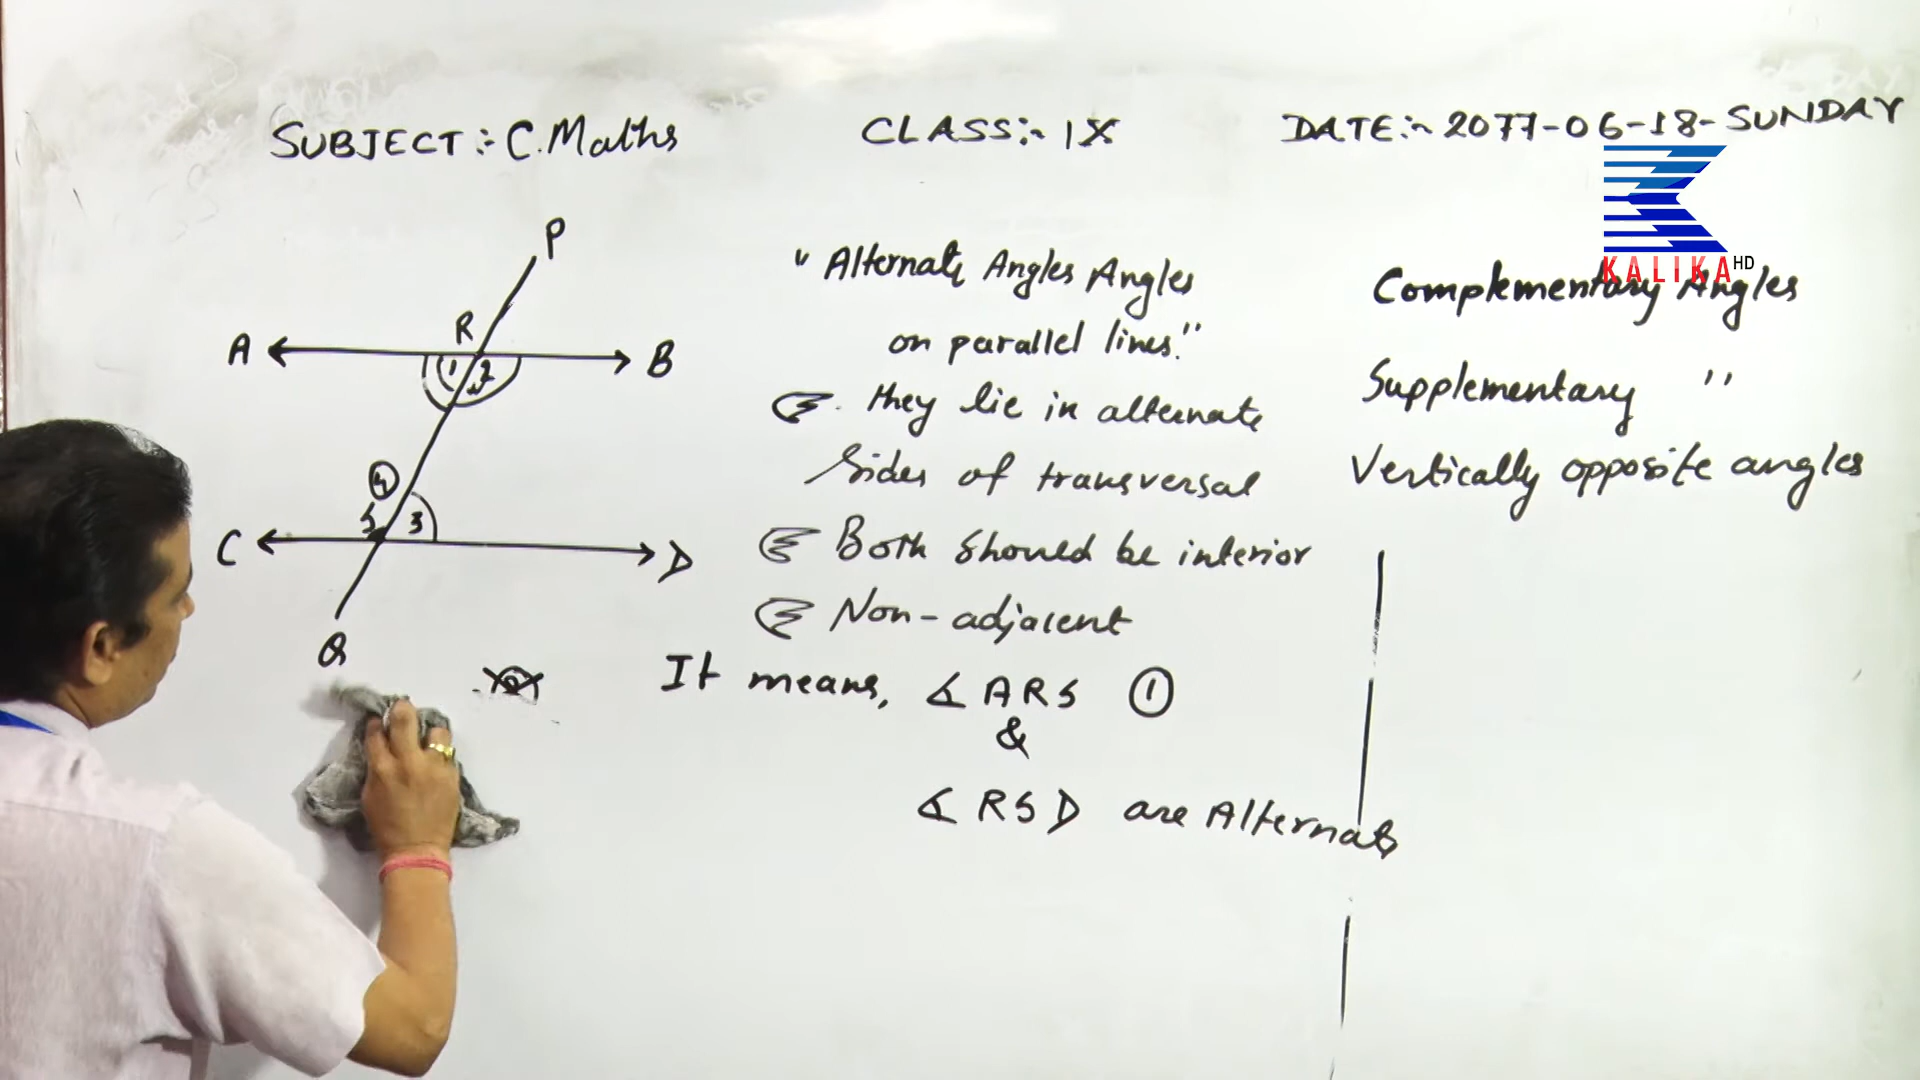 SUBJECT:- C.Maths
CLASS:- IX
DATE:- 2077-06-18-SUNDAY
KALIKA HD
P
R
A
B
1 2
4
S
3
C
D
Q
"Alternate Angles Angles
on parallel lines."
they lie in alternate
sides of transversal
Both should be interior
Non-adjacent
It means, ∡ ARS ①
&
∡ RSD are Alternate
Complementary Angles
Supplementary "
Vertically opposite angles